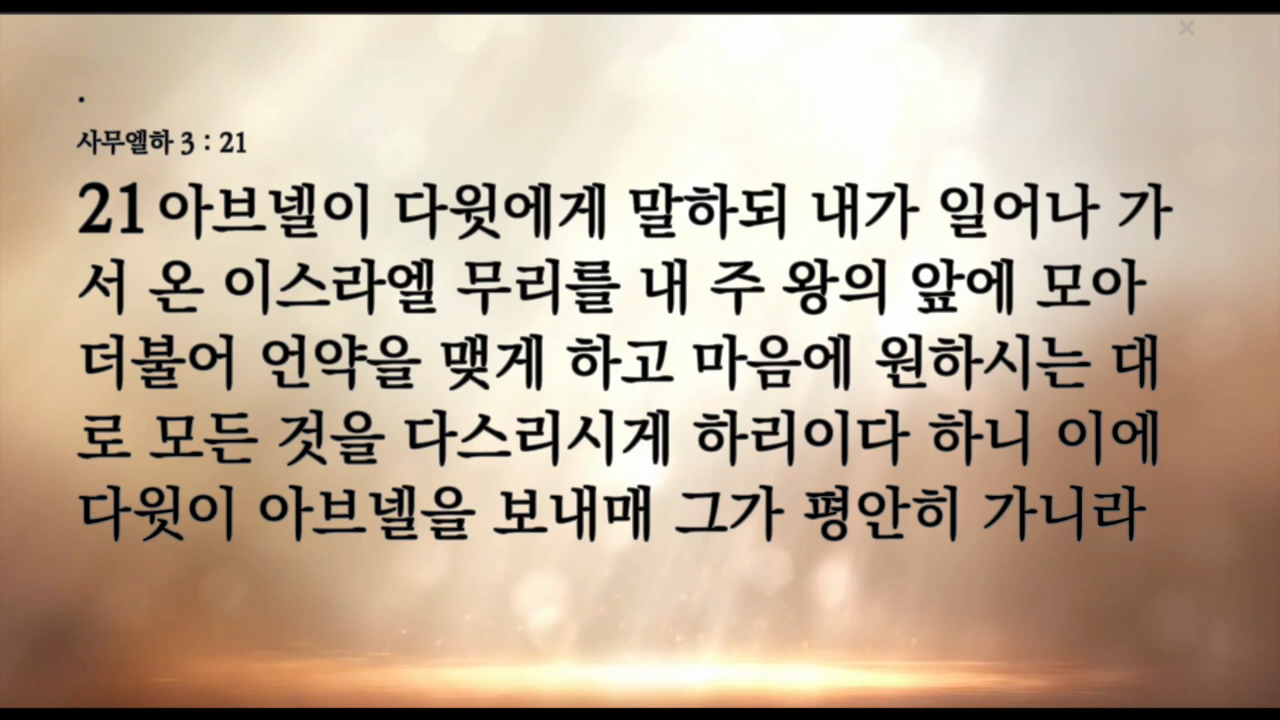 .
사무엘하 3 : 21
21 아브넬이 다윗에게 말하되 내가 일어나 가
서 온 이스라엘 무리를 내 주 왕의 앞에 모아
더불어 언약을 맺게 하고 마음에 원하시는 대
로 모든 것을 다스리시게 하리이다 하니 이에
다윗이 아브넬을 보내매 그가 평안히 가니라